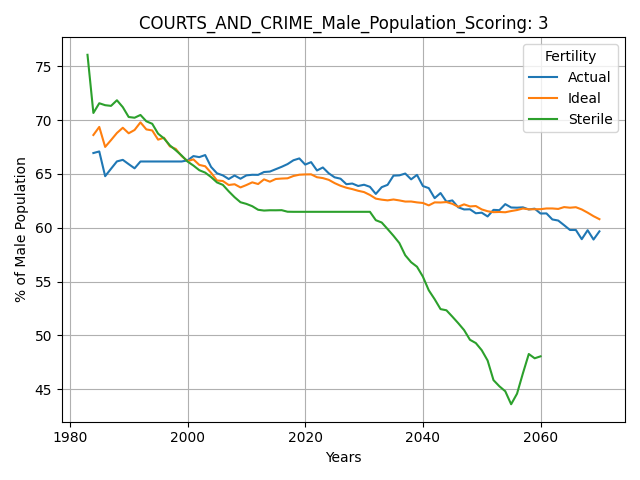 COURTS_AND_CRIME_Male_Population_Scoring: 3
Fertility
Actual
Ideal
Sterile
% of Male Population
75
70
65
60
55
50
45
1980
2000
2020
2040
2060
Years